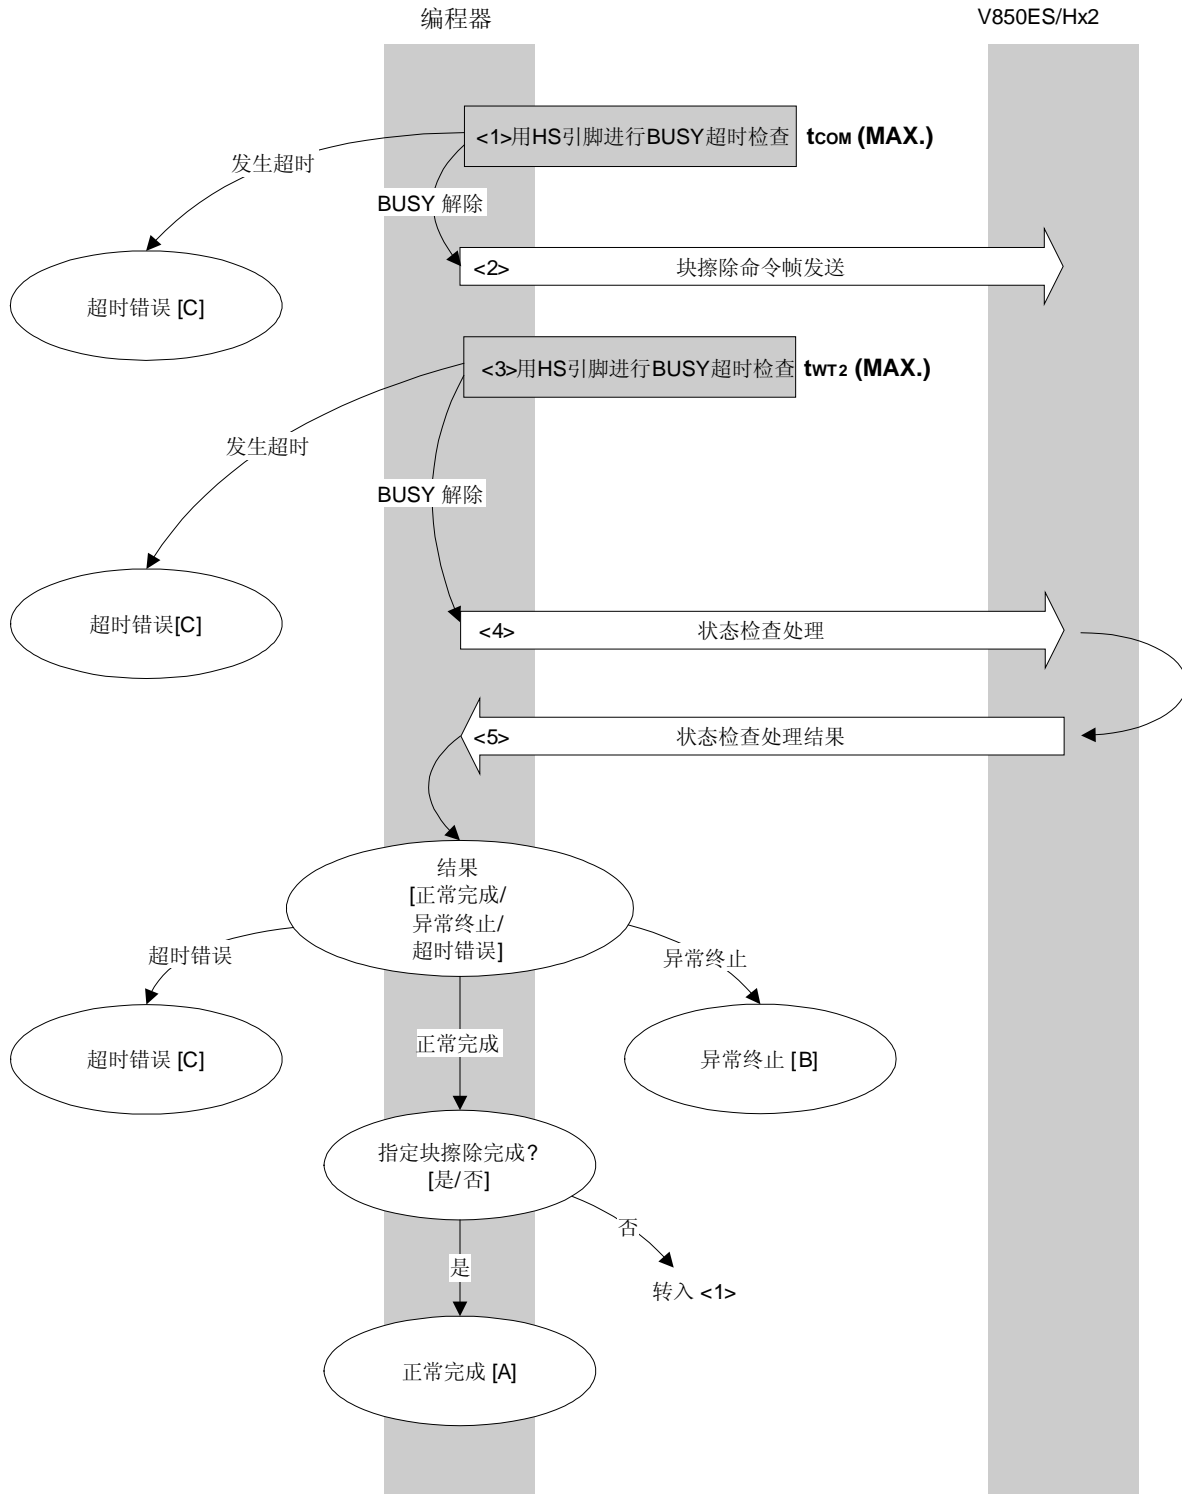 编程器
V850ES/Hx2
<1>用HS引脚进行BUSY超时检查
tCOM (MAX.)
发生超时
BUSY 解除
<2>
块擦除命令帧发送
超时错误 [C]
<3>用HS引脚进行BUSY超时检查
tWT2 (MAX.)
发生超时
BUSY 解除
超时错误[C]
<4>
状态检查处理
<5>
状态检查处理结果
结果
[正常完成/
异常终止/
超时错误]
超时错误
异常终止
超时错误 [C]
正常完成
异常终止 [B]
指定块擦除完成?
[是/否]
否
是
转入 <1>
正常完成 [A]